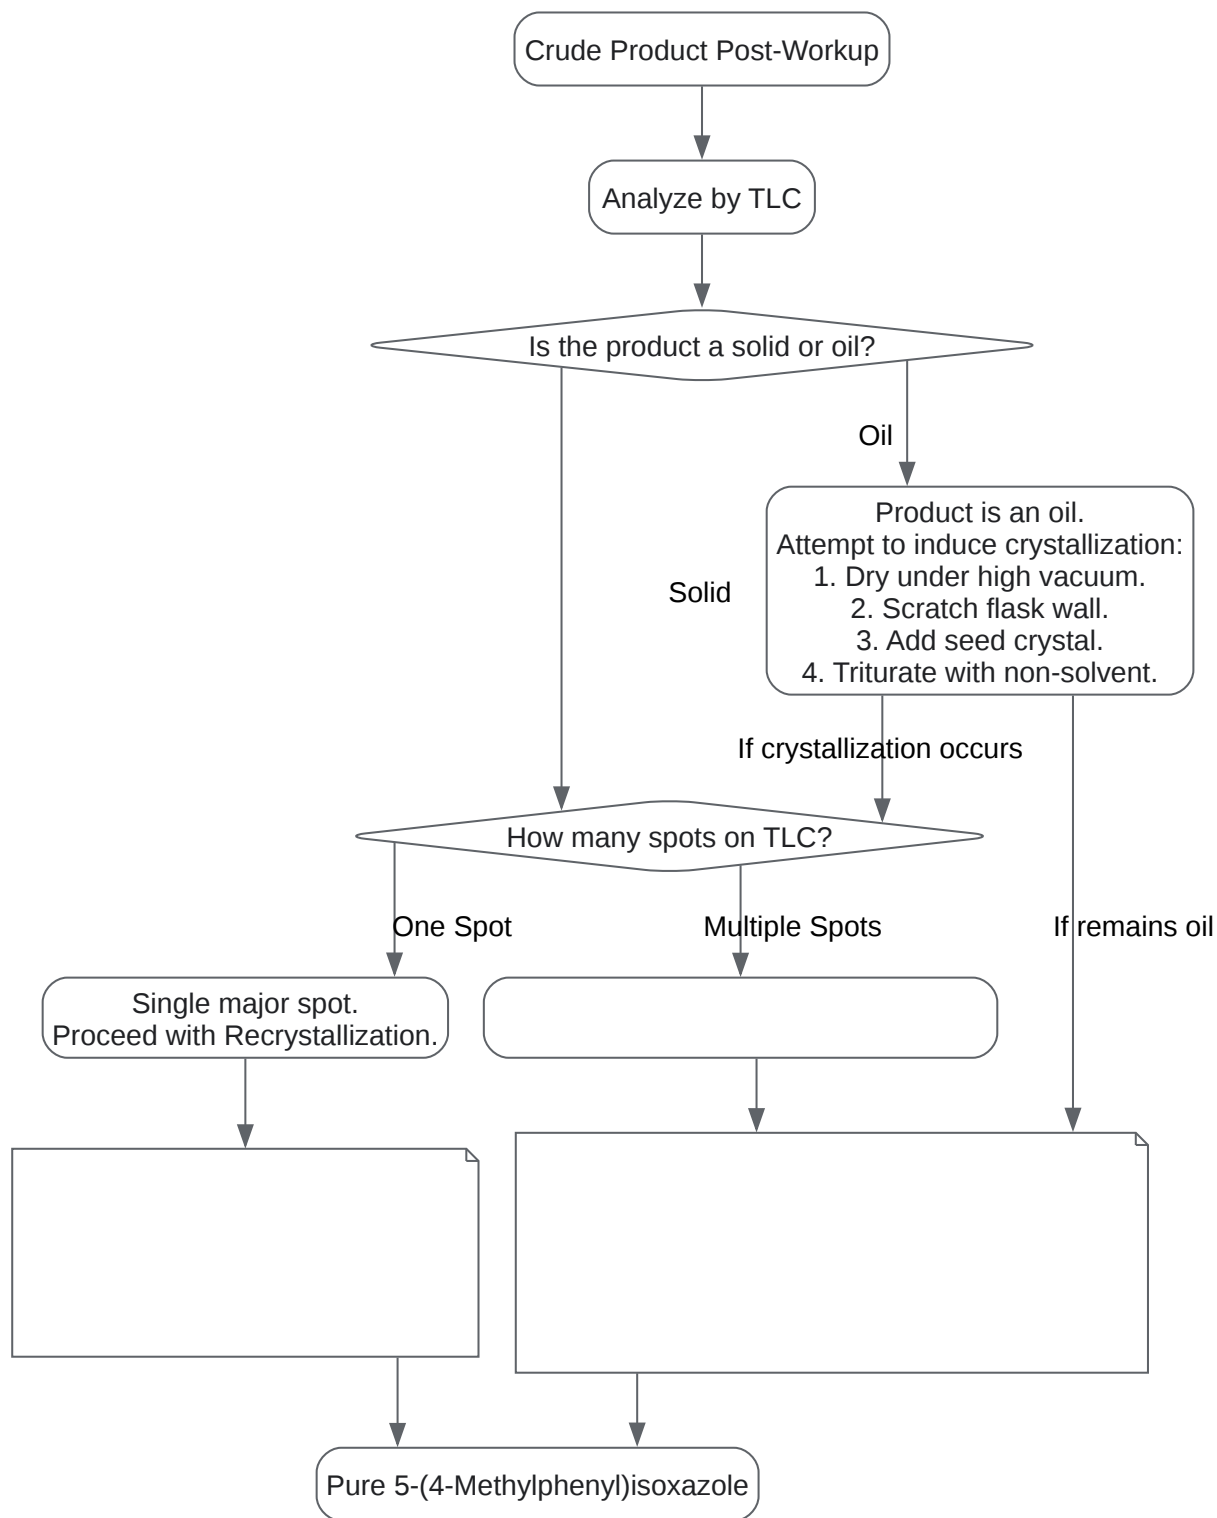 Crude Product Post-Workup
Analyze by TLC
Is the product a solid or oil?
Oil
Product is an oil.
Attempt to induce crystallization:
1. Dry under high vacuum.
2. Scratch flask wall.
3. Add seed crystal.
4. Triturate with non-solvent.
Solid
If crystallization occurs
How many spots on TLC?
One Spot
Multiple Spots
If remains oil
Single major spot.
Proceed with Recrystallization.
Pure 5-(4-Methylphenyl)isoxazole